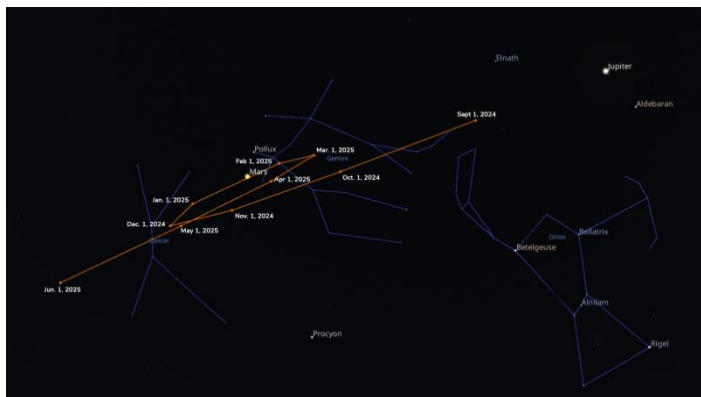 Elnath
Jupiter
Aldebaran
Sept 1, 2024
Pollux
Mar. 1, 2025
Feb 1, 2025
Gemini
Mars
Oct. 1, 2024
Apr 1, 2025
Jan. 1, 2025
Nov. 1, 2024
Dec. 1, 2024
May 1, 2025
Cancer
Orion
Bellatrix
Betelgeuse
Jun. 1, 2025
Alnilam
Procyon
Rigel